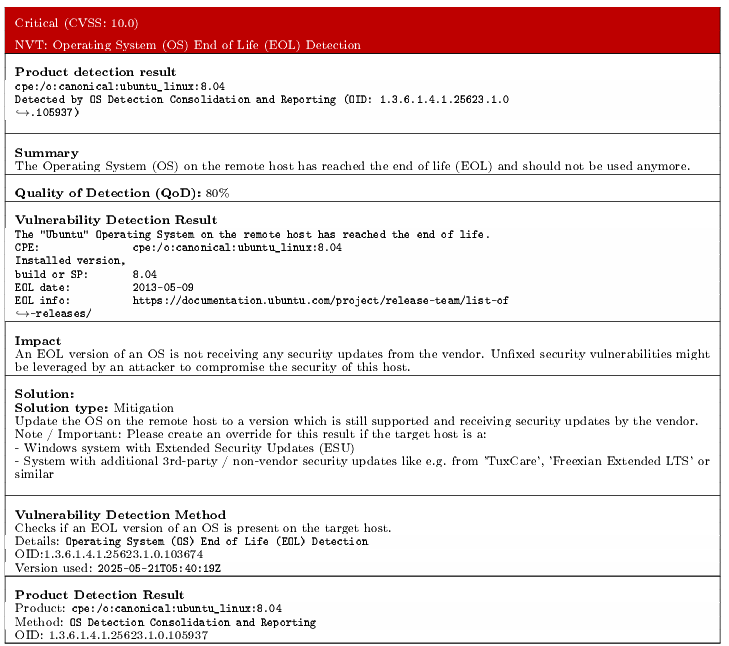 Critical (CVSS: 10.0)
NVT: Operating System (OS) End of Life (EOL) Detection
Product detection result
cpe:/o:canonical:ubuntu_linux:8.04
Detected by OS Detection Consolidation and Reporting (OID: 1.3.6.1.4.1.25623.1.0
↪→.105937)
Summary
The Operating System (OS) on the remote host has reached the end of life (EOL) and should not be used anymore.
Quality of Detection (QoD): 80%
Vulnerability Detection Result
The "Ubuntu" Operating System on the remote host has reached the end of life.
CPE: cpe:/o:canonical:ubuntu_linux:8.04
Installed version,
build or SP: 8.04
EOL date: 2013-05-09
EOL info: https://documentation.ubuntu.com/project/release-team/list-of
↪→-releases/
Impact
An EOL version of an OS is not receiving any security updates from the vendor. Unfixed security vulnerabilities might
be leveraged by an attacker to compromise the security of this host.
Solution:
Solution type: Mitigation
Update the OS on the remote host to a version which is still supported and receiving security updates by the vendor.
Note / Important: Please create an override for this result if the target host is a:
- Windows system with Extended Security Updates (ESU)
- System with additional 3rd-party / non-vendor security updates like e.g. from 'TuxCare', 'Freexian Extended LTS' or
similar
Vulnerability Detection Method
Checks if an EOL version of an OS is present on the target host.
Details: Operating System (OS) End of Life (EOL) Detection
OID:1.3.6.1.4.1.25623.1.0.103674
Version used: 2025-05-21T05:40:19Z
Product Detection Result
Product: cpe:/o:canonical:ubuntu_linux:8.04
Method: OS Detection Consolidation and Reporting
OID: 1.3.6.1.4.1.25623.1.0.105937